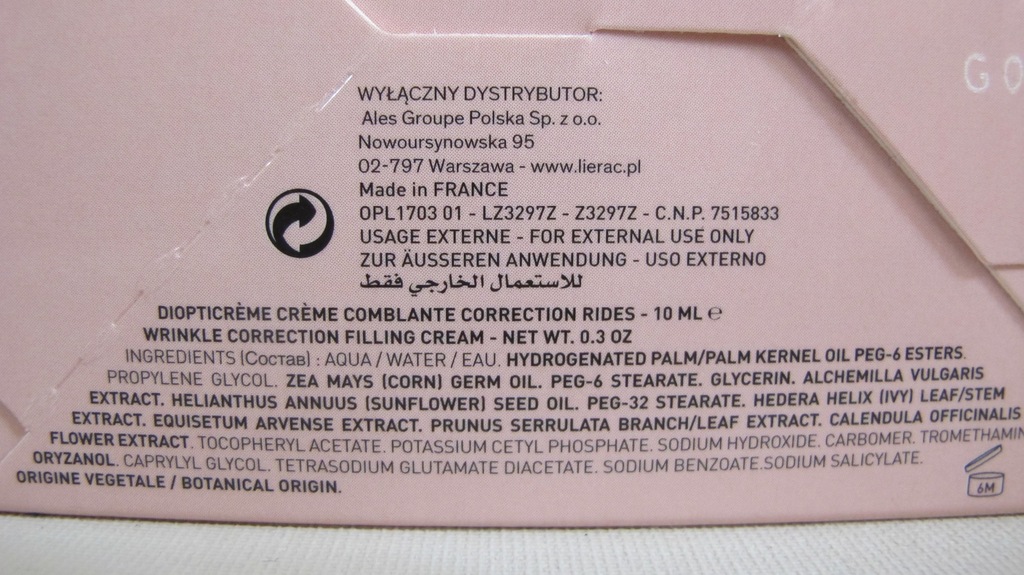 GO
WYŁĄCZNY DYSTRYBUTOR:
Ales Groupe Polska Sp. z o.o.
Nowoursynowska 95
02-797 Warszawa - www.lierac.pl
Made in FRANCE
OPL1703 01 - LZ3297Z - Z3297Z - C.N.P. 7515833
USAGE EXTERNE - FOR EXTERNAL USE ONLY
ZUR ÄUSSEREN ANWENDUNG - USO EXTERNO
للاستعمال الخارجي فقط
DIOPTICRÈME CRÈME COMBLANTE CORRECTION RIDES - 10 ML ℮
WRINKLE CORRECTION FILLING CREAM - NET WT. 0.3 OZ
INGREDIENTS (Состав) : AQUA / WATER / EAU. HYDROGENATED PALM/PALM KERNEL OIL PEG-6 ESTERS.
PROPYLENE GLYCOL. ZEA MAYS (CORN) GERM OIL. PEG-6 STEARATE. GLYCERIN. ALCHEMILLA VULGARIS
EXTRACT. HELIANTHUS ANNUUS (SUNFLOWER) SEED OIL. PEG-32 STEARATE. HEDERA HELIX (IVY) LEAF/STEM
EXTRACT. EQUISETUM ARVENSE EXTRACT. PRUNUS SERRULATA BRANCH/LEAF EXTRACT. CALENDULA OFFICINALIS
FLOWER EXTRACT. TOCOPHERYL ACETATE. POTASSIUM CETYL PHOSPHATE. SODIUM HYDROXIDE. CARBOMER. TROMETHAMIN
ORYZANOL. CAPRYLYL GLYCOL. TETRASODIUM GLUTAMATE DIACETATE. SODIUM BENZOATE.SODIUM SALICYLATE.
ORIGINE VEGETALE / BOTANICAL ORIGIN.
6M